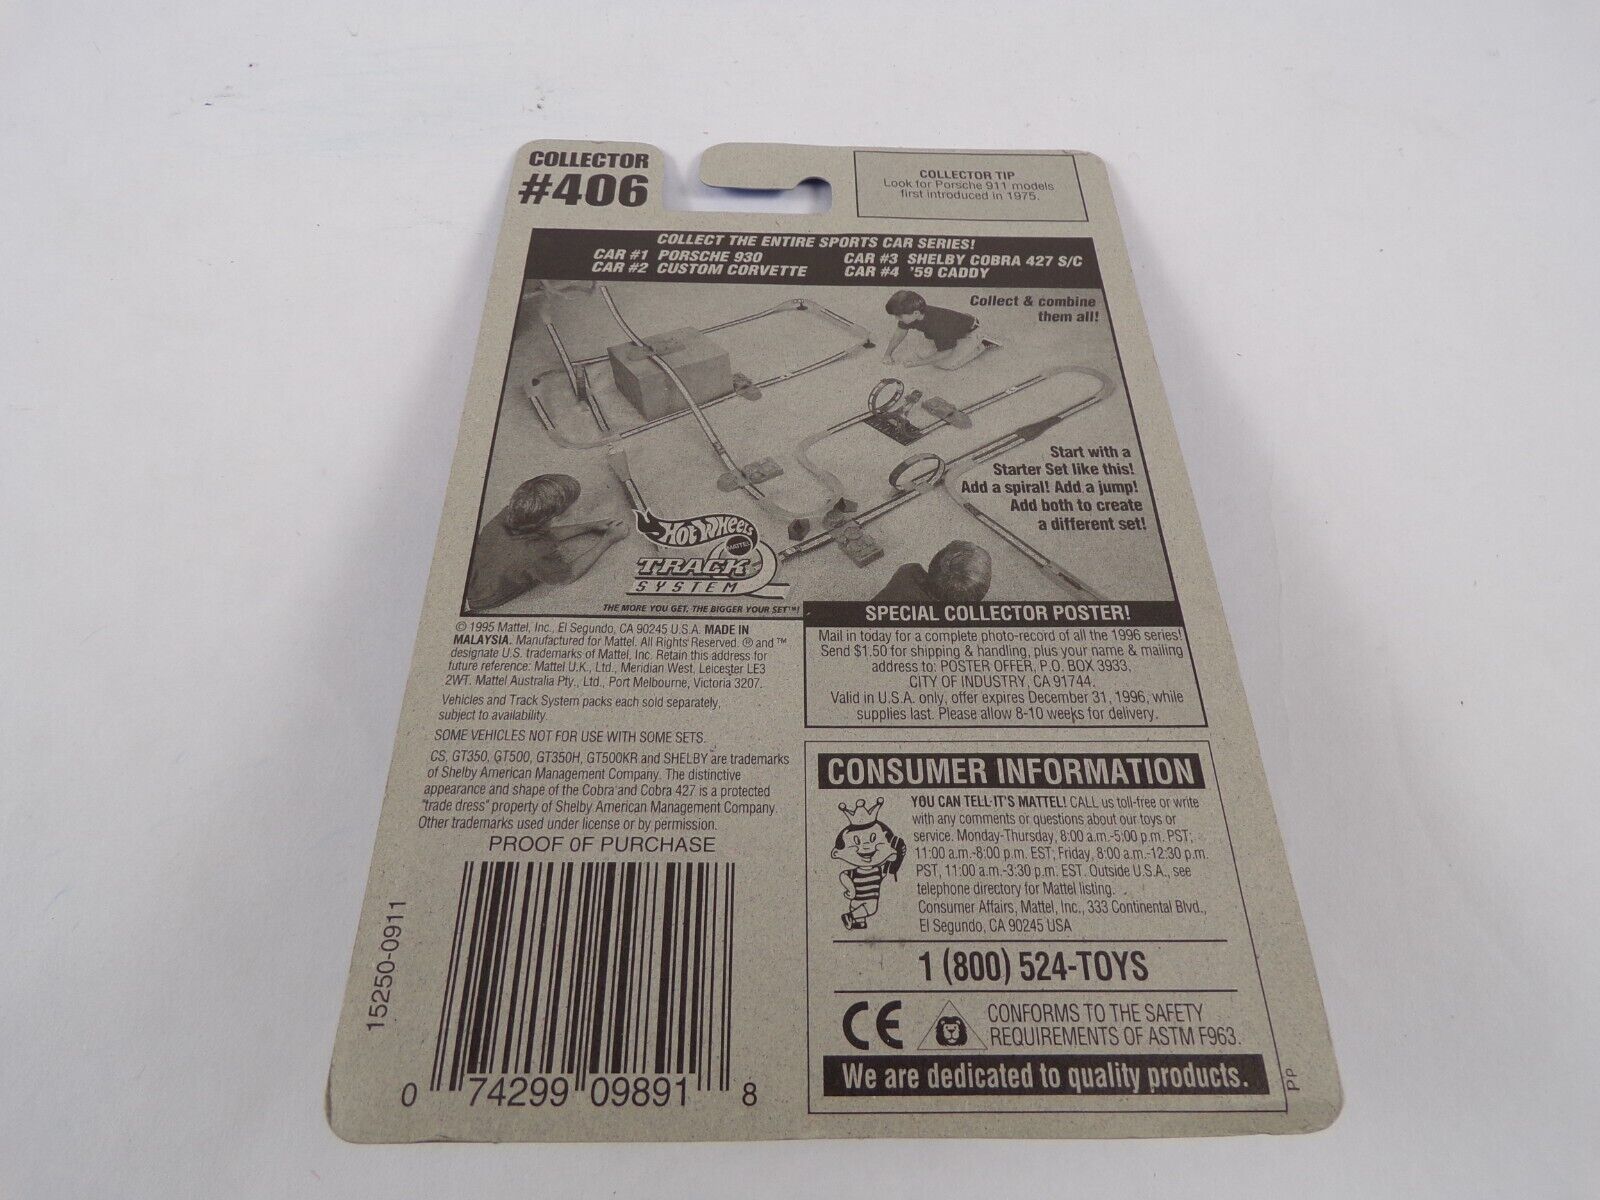 COLLECTOR
#406
COLLECTOR TIP
Look for Porsche 911 models
first introduced in 1975.
COLLECT THE ENTIRE SPORTS CAR SERIES!
CAR #1 PORSCHE 930
CAR #2 CUSTOM CORVETTE
CAR #3 SHELBY COBRA 427 S/C
CAR #4 '59 CADDY
Collect & combine
them all!
Start with a
Starter Set like this!
Add a spiral! Add a jump!
Add both to create
a different set!
HOT WHEELS
MATTEL
TRACK
SYSTEM
THE MORE YOU GET, THE BIGGER YOUR SET™!
© 1995 Mattel, Inc., El Segundo, CA 90245 U.S.A. MADE IN
MALAYSIA. Manufactured for Mattel. All Rights Reserved. ® and ™
designate U.S. trademarks of Mattel, Inc. Retain this address for
future reference: Mattel U.K., Ltd., Meridian West, Leicester LE3
2WT. Mattel Australia Pty., Ltd., Port Melbourne, Victoria 3207.
Vehicles and Track System packs each sold separately,
subject to availability.
SOME VEHICLES NOT FOR USE WITH SOME SETS.
CS, GT350, GT500, GT350H, GT500KR and SHELBY are trademarks
of Shelby American Management Company. The distinctive
appearance and shape of the Cobra and Cobra 427 is a protected
"trade dress" property of Shelby American Management Company.
Other trademarks used under license or by permission.
PROOF OF PURCHASE
15250-0911
0 74299 09891 8
SPECIAL COLLECTOR POSTER!
Mail in today for a complete photo-record of all the 1996 series!
Send $1.50 for shipping & handling, plus your name & mailing
address to: POSTER OFFER, P.O. BOX 3933,
CITY OF INDUSTRY, CA 91744.
Valid in U.S.A. only, offer expires December 31, 1996, while
supplies last. Please allow 8-10 weeks for delivery.
CONSUMER INFORMATION
YOU CAN TELL IT'S MATTEL! CALL us toll-free or write
with any comments or questions about our toys or
service. Monday-Thursday, 8:00 a.m.-5:00 p.m. PST;
11:00 a.m.-8:00 p.m. EST; Friday, 8:00 a.m.-12:30 p.m.
PST, 11:00 a.m.-3:30 p.m. EST. Outside U.S.A., see
telephone directory for Mattel listing.
Consumer Affairs, Mattel, Inc., 333 Continental Blvd.,
El Segundo, CA 90245 USA
1 (800) 524-TOYS
CE
CONFORMS TO THE SAFETY
REQUIREMENTS OF ASTM F963.
We are dedicated to quality products.
PP